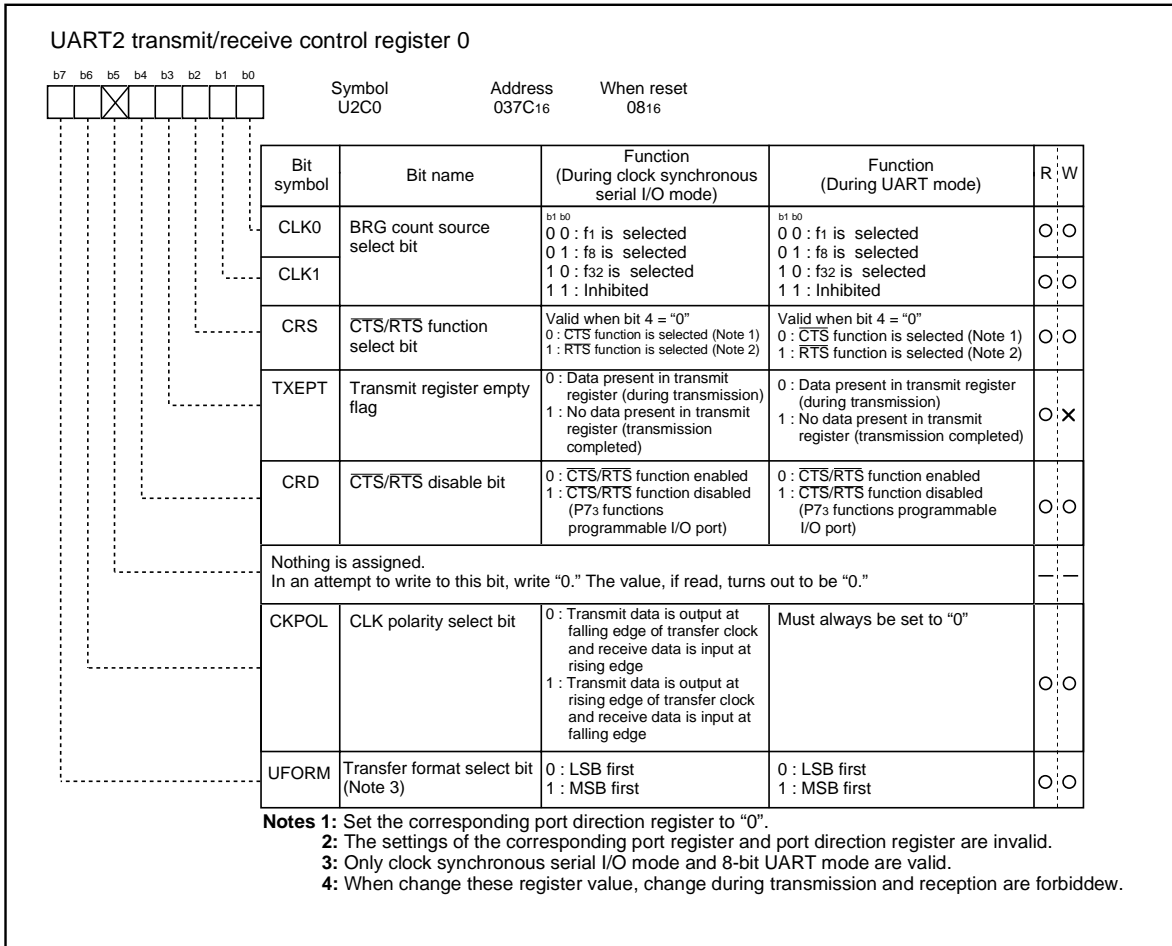 UART2 transmit/receive control register 0
b7 b6 b5 b4 b3 b2 b1 b0
Symbol Address When reset
U2C0 037C16 0816
Bit symbol
Bit name
Function
(During clock synchronous
serial I/O mode)
Function
(During UART mode)
R W
CLK0
CLK1
BRG count source
select bit
b1 b0
0 0 : f1 is selected
0 1 : f8 is selected
1 0 : f32 is selected
1 1 : Inhibited
b1 b0
0 0 : f1 is selected
0 1 : f8 is selected
1 0 : f32 is selected
1 1 : Inhibited
CRS
CTS/RTS function
select bit
Valid when bit 4 = “0”
0 : CTS function is selected (Note 1)
1 : RTS function is selected (Note 2)
Valid when bit 4 = “0”
0 : CTS function is selected (Note 1)
1 : RTS function is selected (Note 2)
TXEPT
Transmit register empty
flag
0 : Data present in transmit
register (during transmission)
1 : No data present in transmit
register (transmission
completed)
0 : Data present in transmit register
(during transmission)
1 : No data present in transmit
register (transmission completed)
CRD
CTS/RTS disable bit
0 : CTS/RTS function enabled
1 : CTS/RTS function disabled
(P73 functions
programmable I/O port)
0 : CTS/RTS function enabled
1 : CTS/RTS function disabled
(P73 functions programmable
I/O port)
Nothing is assigned.
In an attempt to write to this bit, write “0.” The value, if read, turns out to be “0.”
CKPOL
CLK polarity select bit
0 : Transmit data is output at
falling edge of transfer clock
and receive data is input at
rising edge
1 : Transmit data is output at
rising edge of transfer clock
and receive data is input at
falling edge
Must always be set to “0”
UFORM
Transfer format select bit
(Note 3)
0 : LSB first
1 : MSB first
0 : LSB first
1 : MSB first
Notes 1: Set the corresponding port direction register to “0”.
2: The settings of the corresponding port register and port direction register are invalid.
3: Only clock synchronous serial I/O mode and 8-bit UART mode are valid.
4: When change these register value, change during transmission and reception are forbiddew.